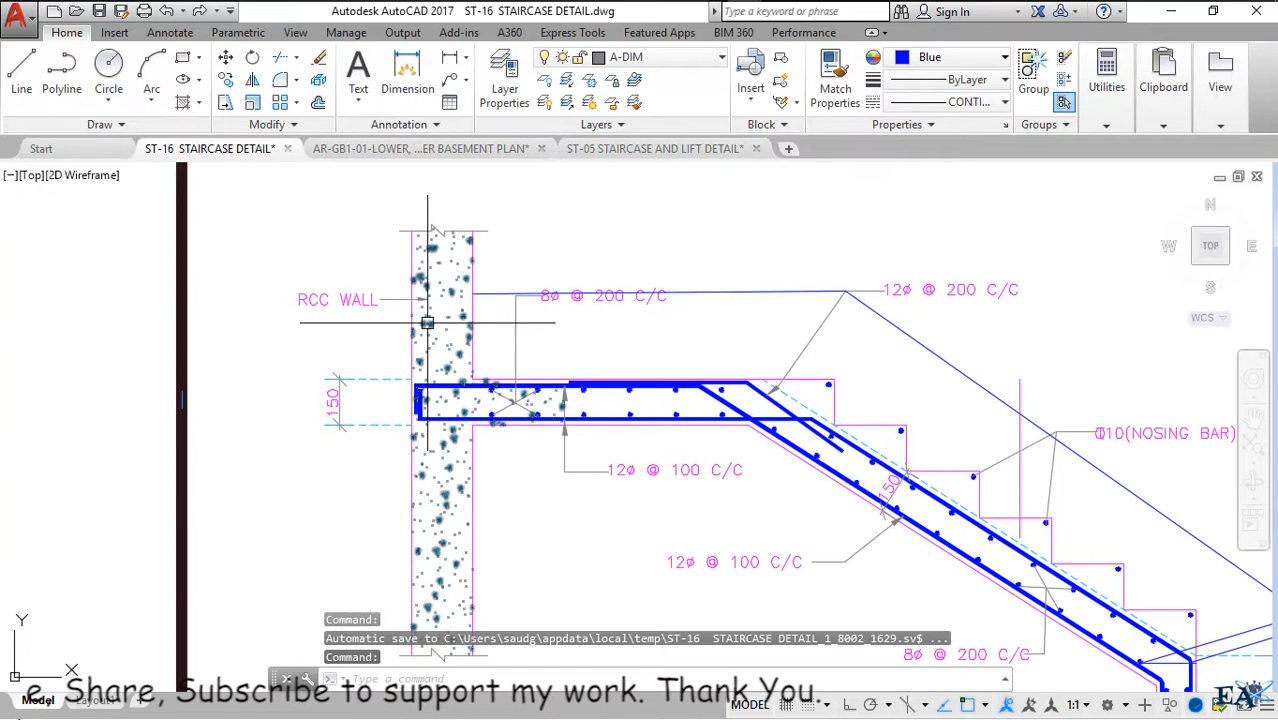 Autodesk AutoCAD 2017 ST-16 STAIRCASE DETAIL.dwg
Type a keyword or phrase
Sign In
Home Insert Annotate Parametric View Manage Output Add-ins A360 Express Tools Featured Apps BIM 360 Performance
Line Polyline Circle Arc
Text Dimension
Layer Properties
A-DIM
Insert
Match Properties
Blue
ByLayer
CONTI...
Group
Utilities
Clipboard
View
Draw Modify Annotation Layers Block Properties Groups
Start ST-16 STAIRCASE DETAIL* AR-GB1-01-LOWER, ...ER BASEMENT PLAN* ST-05 STAIRCASE AND LIFT DETAIL*
[−][Top][2D Wireframe]
N
W TOP E
S
WCS
RCC WALL
8ø @ 200 C/C
12ø @ 200 C/C
150
12ø @ 100 C/C
T10(NOSING BAR)
150
12ø @ 100 C/C
8ø @ 200 C/C
Y
X
Command:
Automatic save to C:\Users\saudg\appdata\local\temp\ST-16 STAIRCASE DETAIL_1_8002_1629.sv$ ...
Command:
Type a command
e, Share, Subscribe to support my work. Thank You.
Model
MODEL
1:1
EA